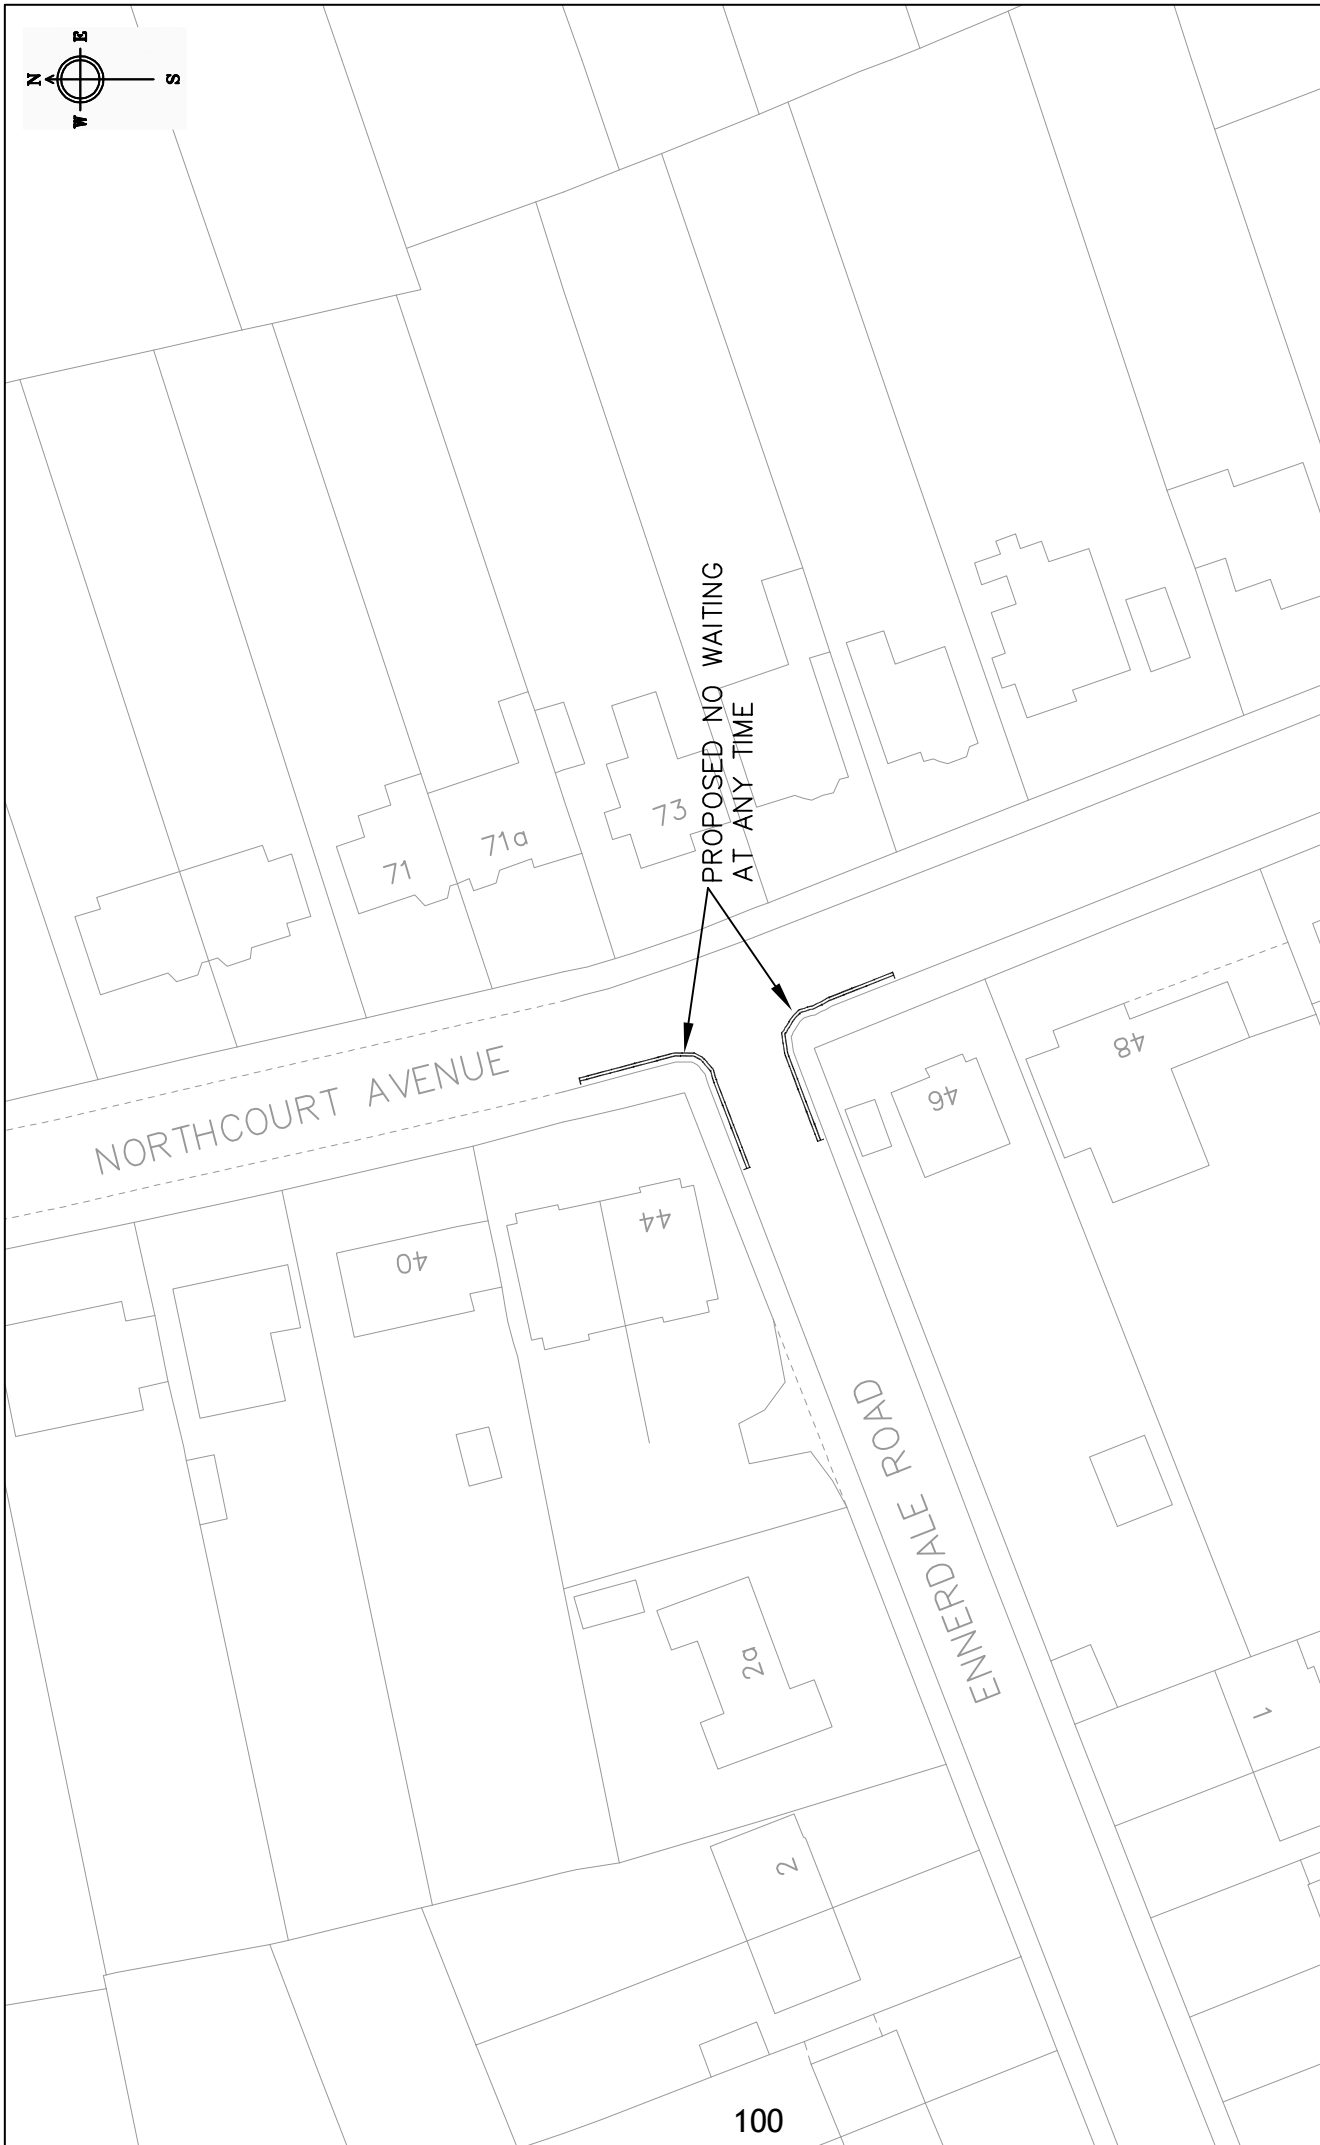 N
E
W
S
PROPOSED NO WAITING
AT ANY TIME
71
71a
73
NORTHCOURT AVENUE
40
44
46
48
ENNERDALE ROAD
2a
2
1
100